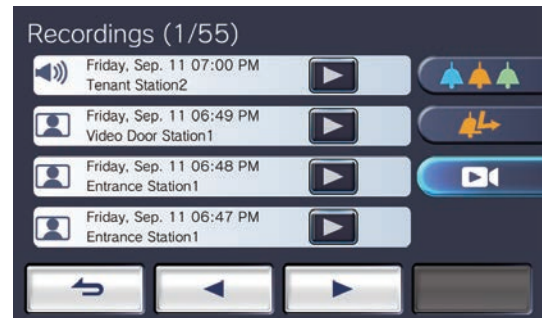 Recordings (1/55)
Friday, Sep. 11 07:00 PM
Tenant Station2
Friday, Sep. 11 06:49 PM
Video Door Station1
Friday, Sep. 11 06:48 PM
Entrance Station1
Friday, Sep. 11 06:47 PM
Entrance Station1